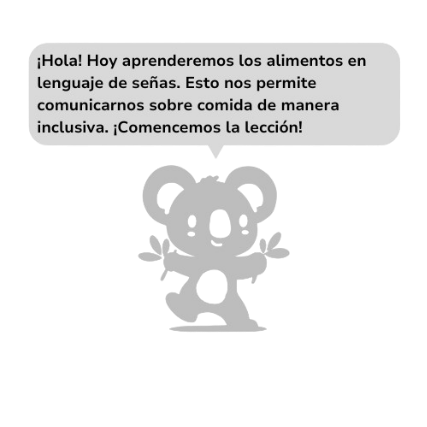 ¡Hola! Hoy aprenderemos los alimentos en
lenguaje de señas. Esto nos permite
comunicarnos sobre comida de manera
inclusiva. ¡Comencemos la lección!